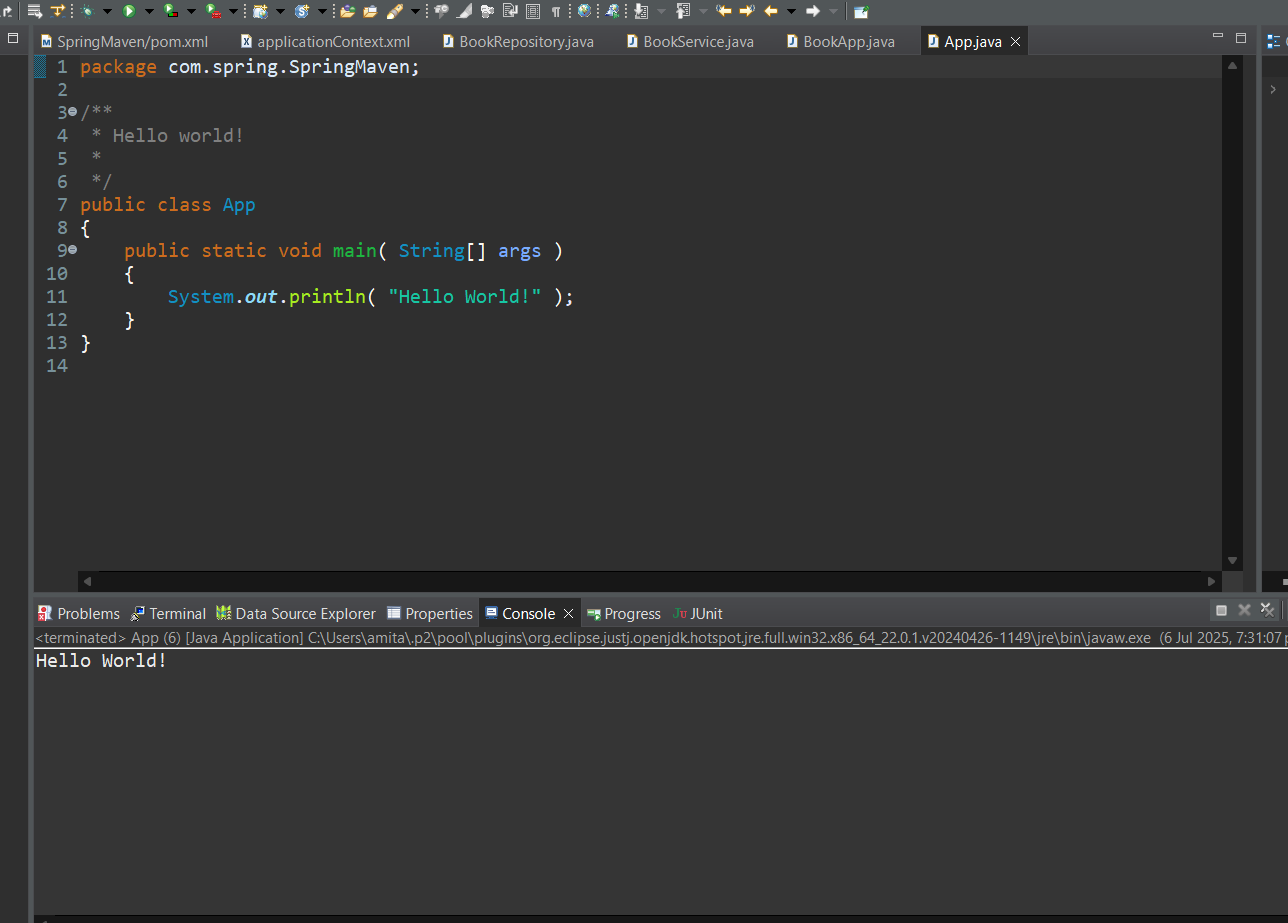 SpringMaven/pom.xml applicationContext.xml BookRepository.java BookService.java BookApp.java App.java
1 package com.spring.SpringMaven;
2
3 /**
4  * Hello world!
5  *
6  */
7 public class App
8 {
9     public static void main( String[] args )
10     {
11         System.out.println( "Hello World!" );
12     }
13 }
14
Problems Terminal Data Source Explorer Properties Console Progress Ju JUnit
<terminated> App (6) [Java Application] C:\Users\amita\.p2\pool\plugins\org.eclipse.justj.openjdk.hotspot.jre.full.win32.x86_64_22.0.1.v20240426-1149\jre\bin\javaw.exe (6 Jul 2025, 7:31:07
Hello World!